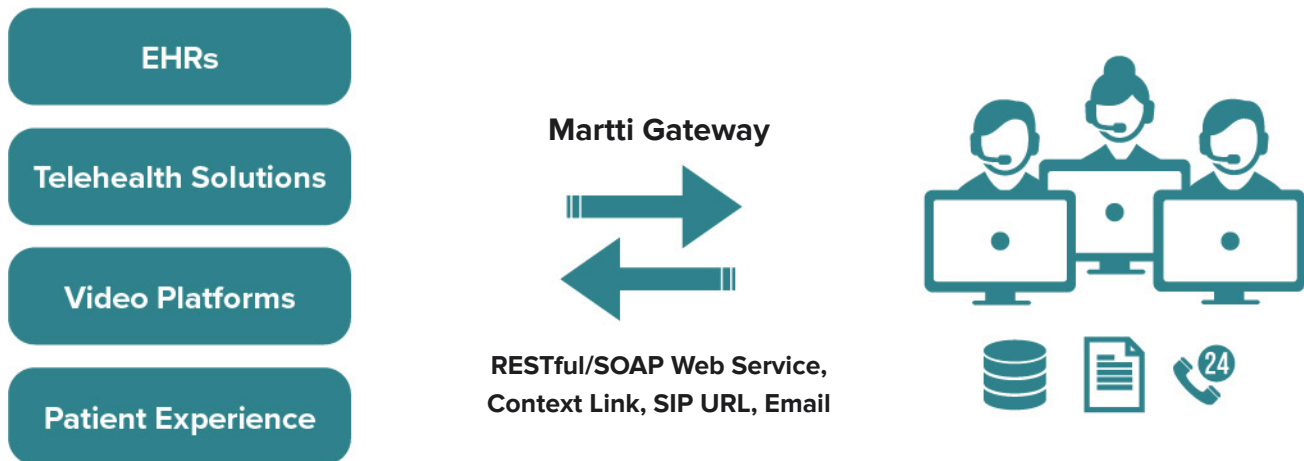 EHRs
Telehealth Solutions
Video Platforms
Patient Experience
Martti Gateway
RESTful/SOAP Web Service,
Context Link, SIP URL, Email
24